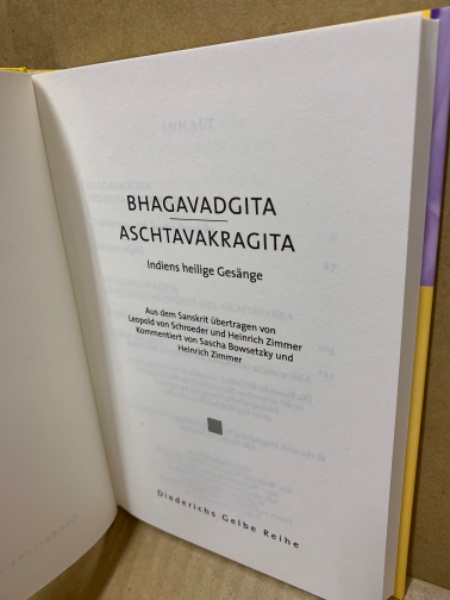 BHAGAVADGITA
ASCHTAVAKRAGITA
Indiens heilige Gesänge
Aus dem Sanskrit übertragen von
Leopold von Schroeder und Heinrich Zimmer
Kommentiert von Sascha Bowsetzky und
Heinrich Zimmer
Diederichs Gelbe Reihe